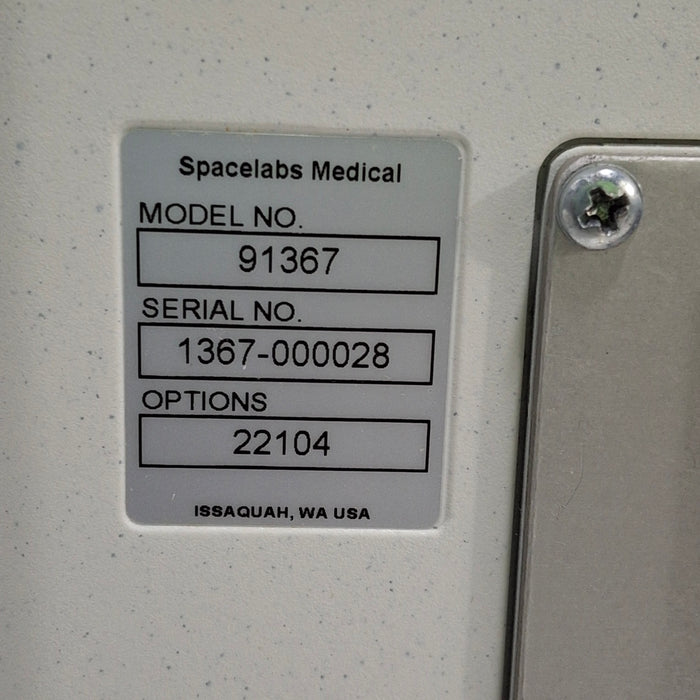 Spacelabs Medical
MODEL NO.
91367
SERIAL NO.
1367-000028
OPTIONS
22104
ISSAQUAH, WA USA